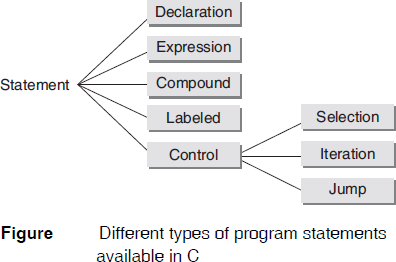 Declaration
Expression
Statement
Compound
Labeled
Selection
Control
Iteration
Jump
Figure Different types of program statements
available in C